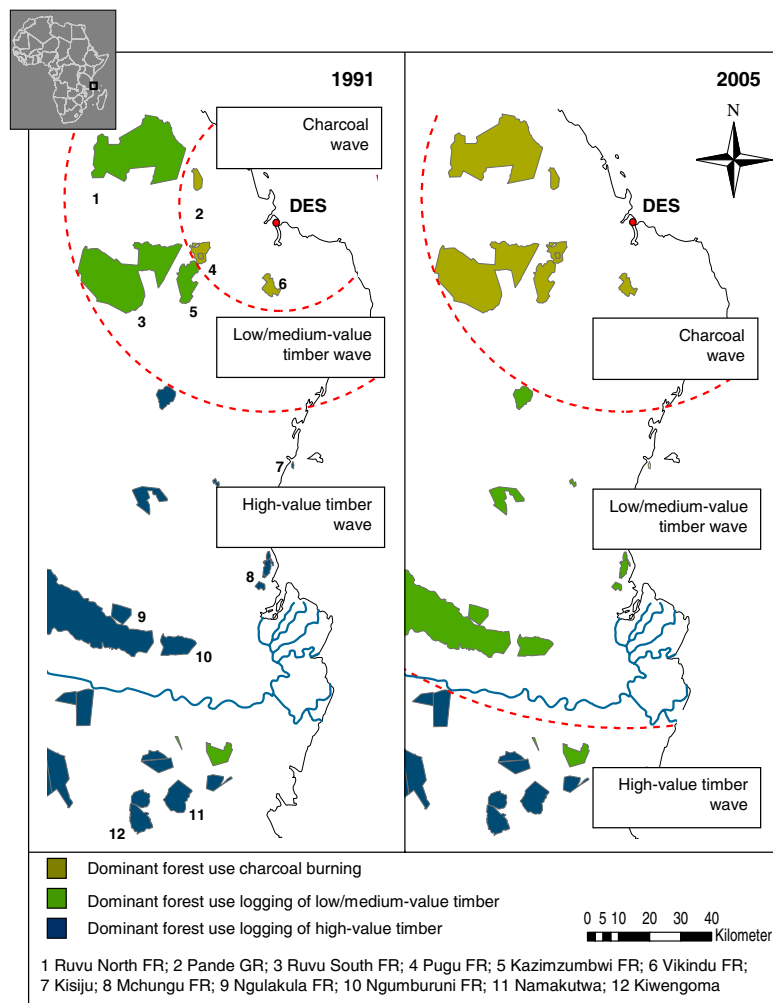 1991
Charcoal
wave
1
2
DES
4
6
3
5
Low/medium-value
timber wave
7
High-value timber
wave
8
9
10
11
12
2005
N
DES
Charcoal
wave
Low/medium-value
timber wave
High-value timber
wave
Dominant forest use charcoal burning
Dominant forest use logging of low/medium-value timber
Dominant forest use logging of high-value timber
0 5 10 20 30 40
Kilometer
1 Ruvu North FR; 2 Pande GR; 3 Ruvu South FR; 4 Pugu FR; 5 Kazimzumbwi FR; 6 Vikindu FR;
7 Kisiju; 8 Mchungu FR; 9 Ngulakula FR; 10 Ngumburuni FR; 11 Namakutwa; 12 Kiwengoma